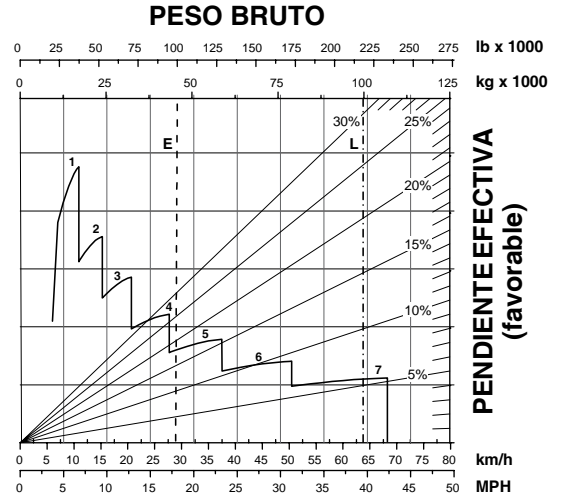 PESO BRUTO
0 25 50 75 100 125 150 175 200 225 250 275 lb x 1000
0 25 50 75 100 125 kg x 1000
30% 25%
E L
1
20%
2
15%
3
4
10%
5
6
7
5%
PENDIENTE EFECTIVA
(favorable)
0 5 10 15 20 25 30 35 40 45 50 55 60 65 70 75 80 km/h
0 5 10 15 20 25 30 35 40 45 50 MPH